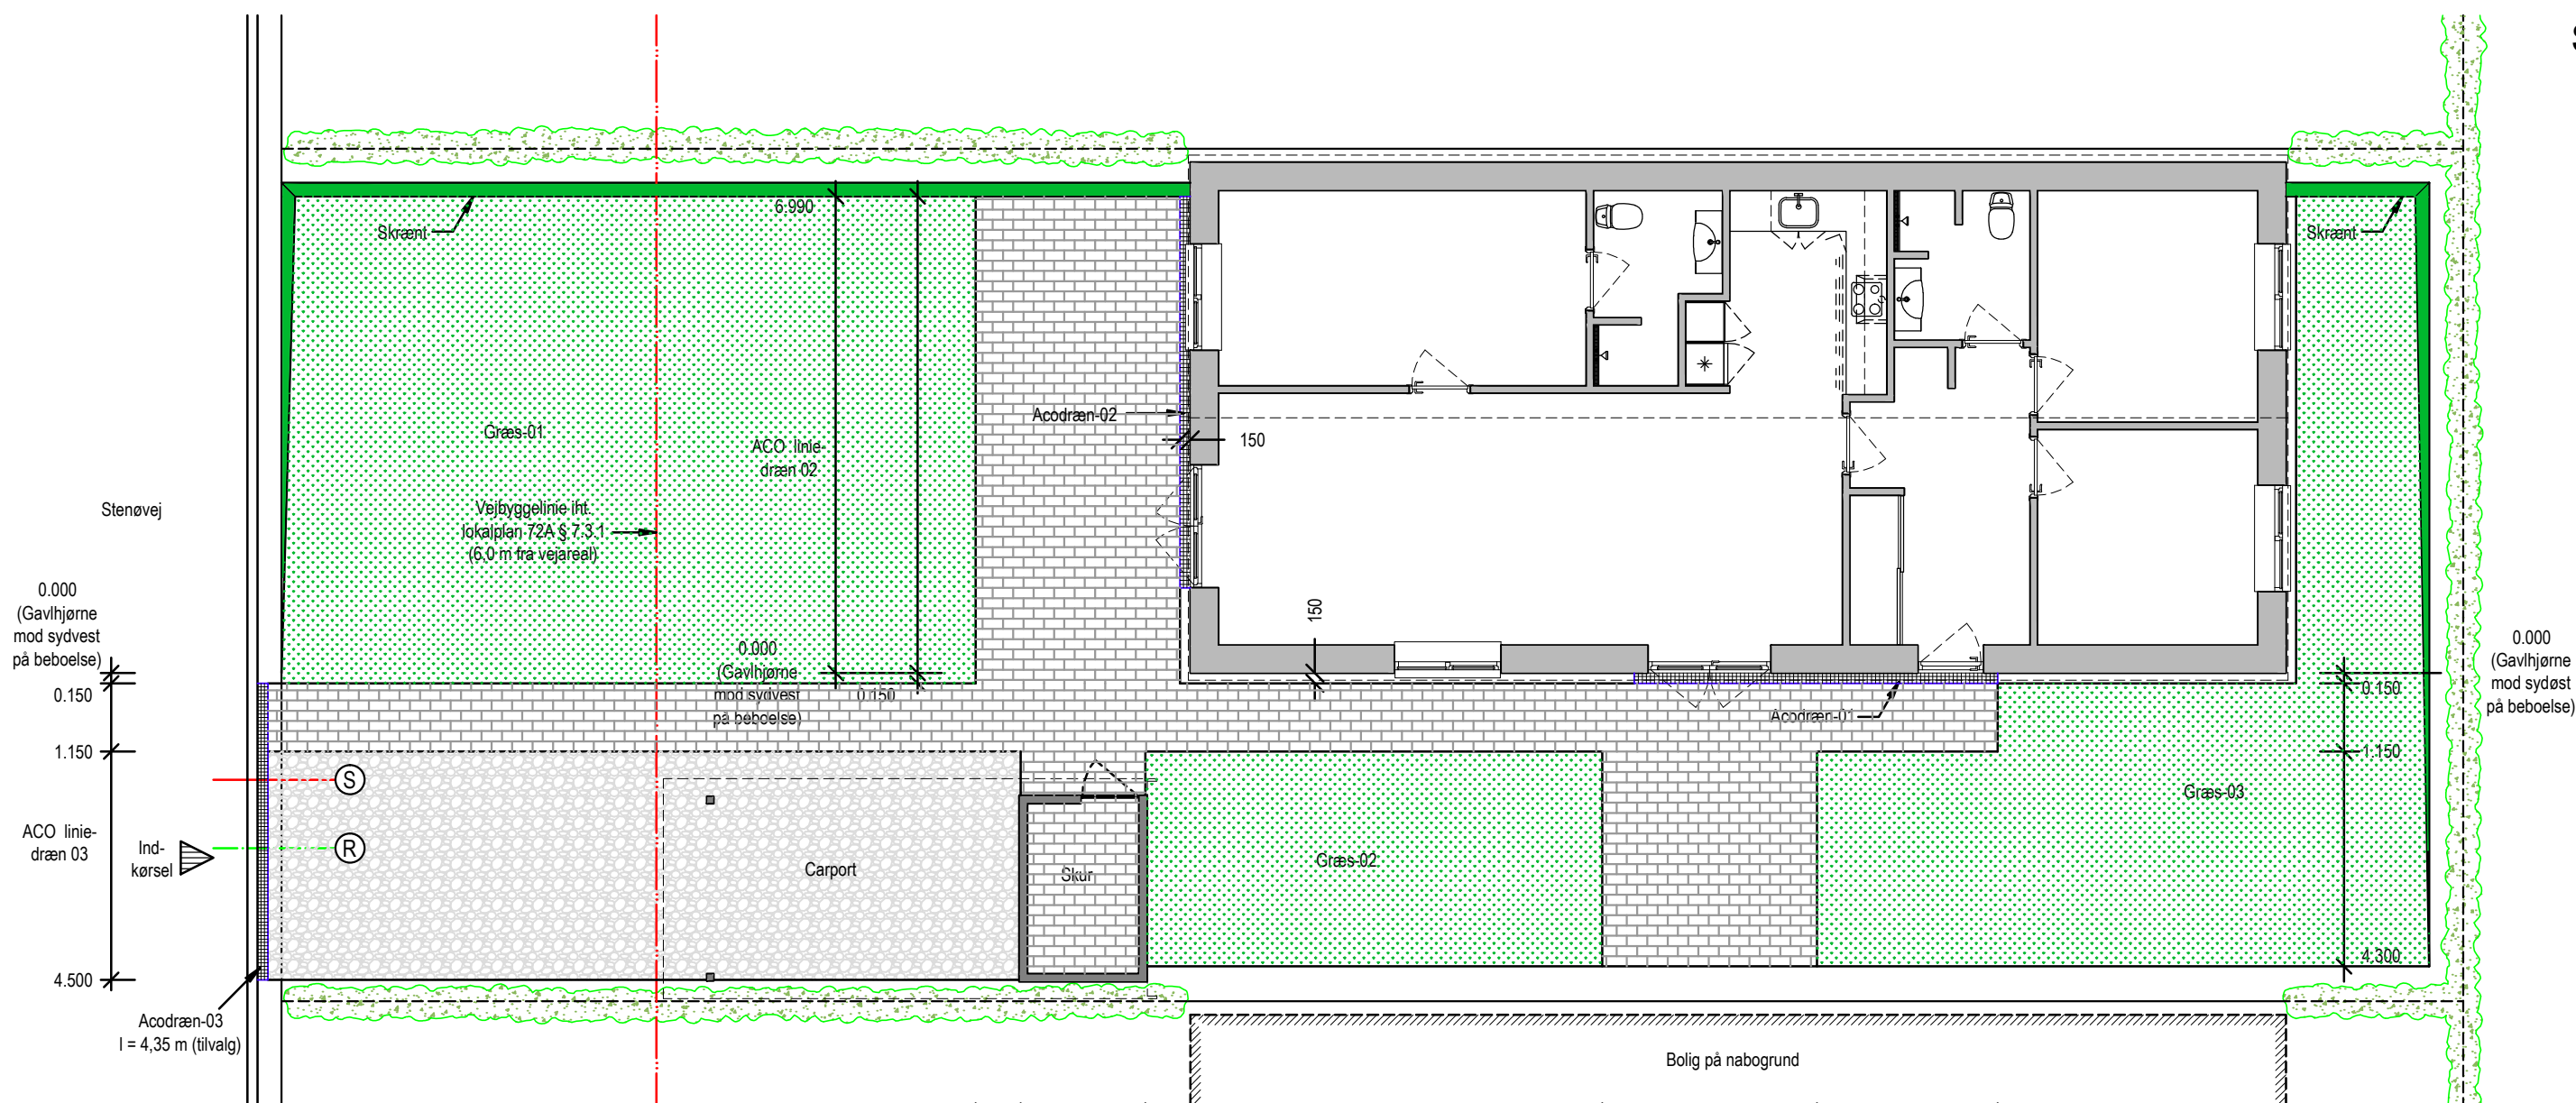 S
6.990
Skrænt
Skrænt
Acodræn-02
150
Græs-01
ACO linie-
dræn 02
Stenøvej
Vejbyggelinie iht.
lokalplan 72A § 7.3.1
(6,0 m fra vejareal)
0.000
(Gavlhjørne
mod sydvest
på beboelse)
0.150
1.150
ACO linie-
dræn 03
4.500
0.000
(Gavlhjørne
mod sydvest
på beboelse)
0.150
150
Acodræn-01
0.000
(Gavlhjørne
mod sydøst
på beboelse)
0.150
1.150
4.300
S
R
Ind-
kørsel
Carport
Skur
Græs-02
Græs-03
Acodræn-03
l = 4,35 m (tilvalg)
Bolig på nabogrund